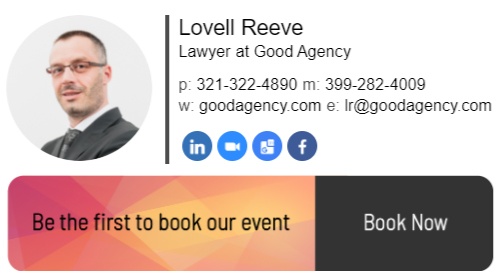 Lovell Reeve
Lawyer at Good Agency
p: 321-322-4890 m: 399-282-4009
w: goodagency.com e: lr@goodagency.com
in f
Be the first to book our event Book Now